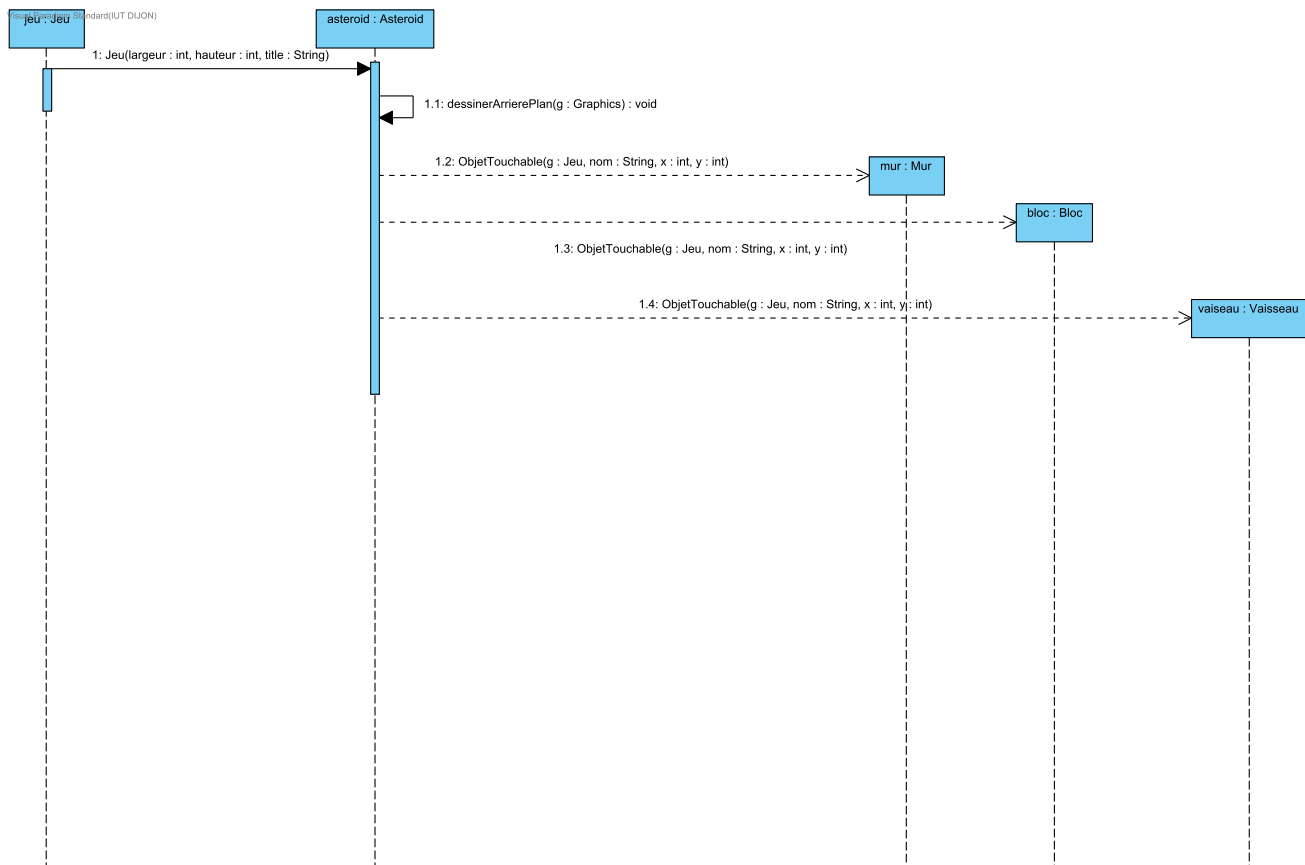 Visual Paradigm Standard(IUT DIJON)
jeu : Jeu
asteroid : Asteroid
1: Jeu(largeur : int, hauteur : int, title : String)
1.1: dessinerArrierePlan(g : Graphics) : void
1.2: ObjetTouchable(g : Jeu, nom : String, x : int, y : int)
mur : Mur
bloc : Bloc
1.3: ObjetTouchable(g : Jeu, nom : String, x : int, y : int)
1.4: ObjetTouchable(g : Jeu, nom : String, x : int, y : int)
vaiseau : Vaisseau